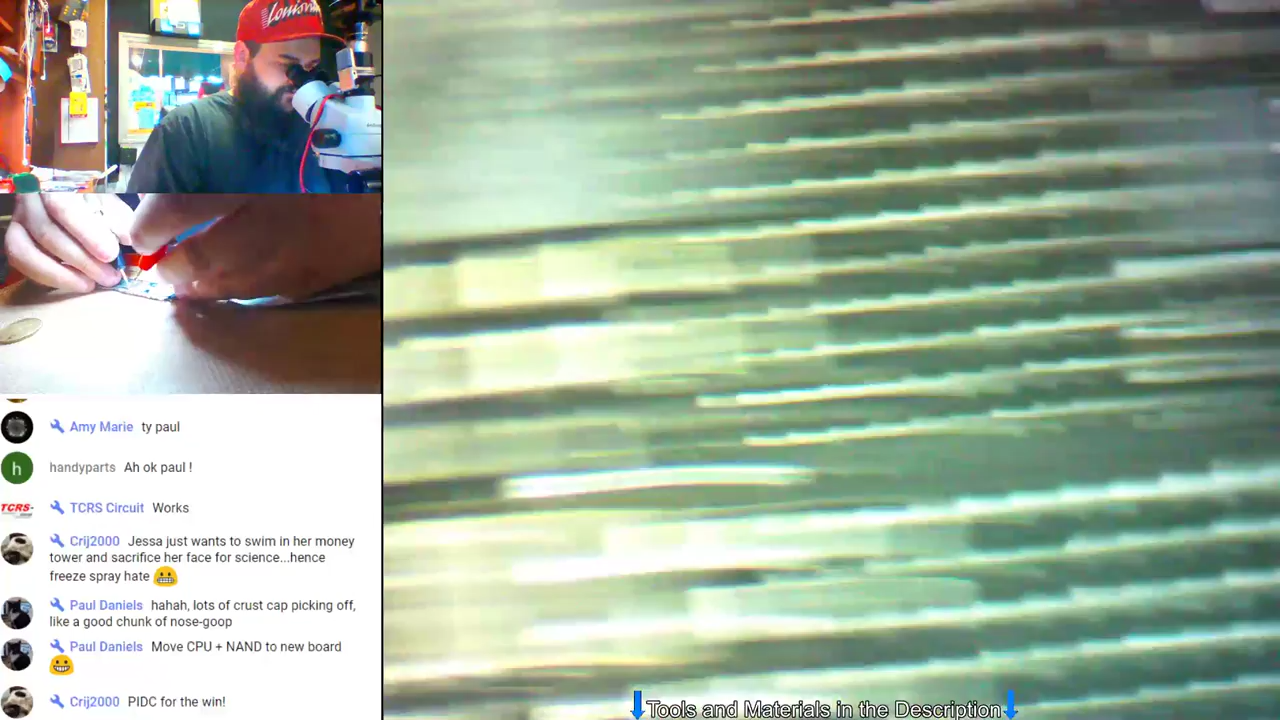 Louisville
Amy Marie ty paul
h handyparts Ah ok paul !
TCRS- TCRS Circuit Works
Crij2000 Jessa just wants to swim in her money
tower and sacrifice her face for science...hence
freeze spray hate 😬
Paul Daniels hahah, lots of crust cap picking off,
like a good chunk of nose-goop
Paul Daniels Move CPU + NAND to new board
😬
Crij2000 PIDC for the win!
Tools and Materials in the Description